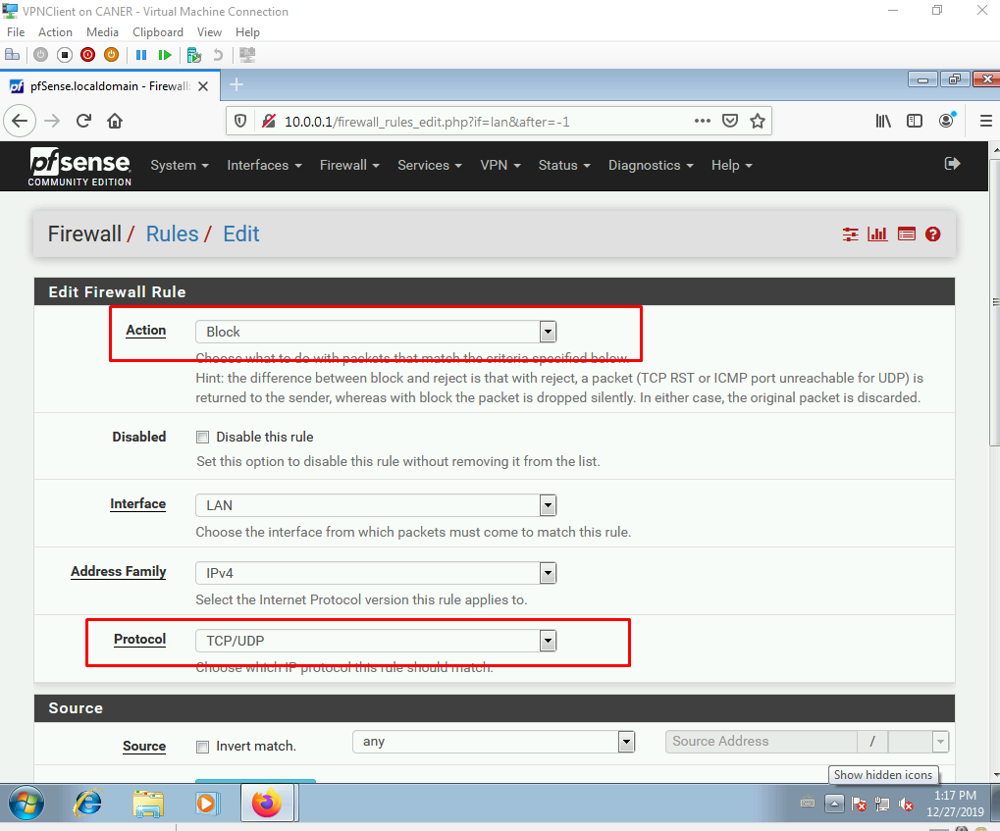 VPNClient on CANER - Virtual Machine Connection
File Action Media Clipboard View Help
pfSense.localdomain - Firewall:
10.0.0.1/firewall_rules_edit.php?if=lan&after=-1
pfsense
COMMUNITY EDITION
System Interfaces Firewall Services VPN Status Diagnostics Help
Firewall / Rules / Edit
Edit Firewall Rule
Action Block
Choose what to do with packets that match the criteria specified below.
Hint: the difference between block and reject is that with reject, a packet (TCP RST or ICMP port unreachable for UDP) is
returned to the sender, whereas with block the packet is dropped silently. In either case, the original packet is discarded.
Disabled Disable this rule
Set this option to disable this rule without removing it from the list.
Interface LAN
Choose the interface from which packets must come to match this rule.
Address Family IPv4
Select the Internet Protocol version this rule applies to.
Protocol TCP/UDP
Choose which IP protocol this rule should match.
Source
Source Invert match. any Source Address /
Show hidden icons
1:17 PM
12/27/2019